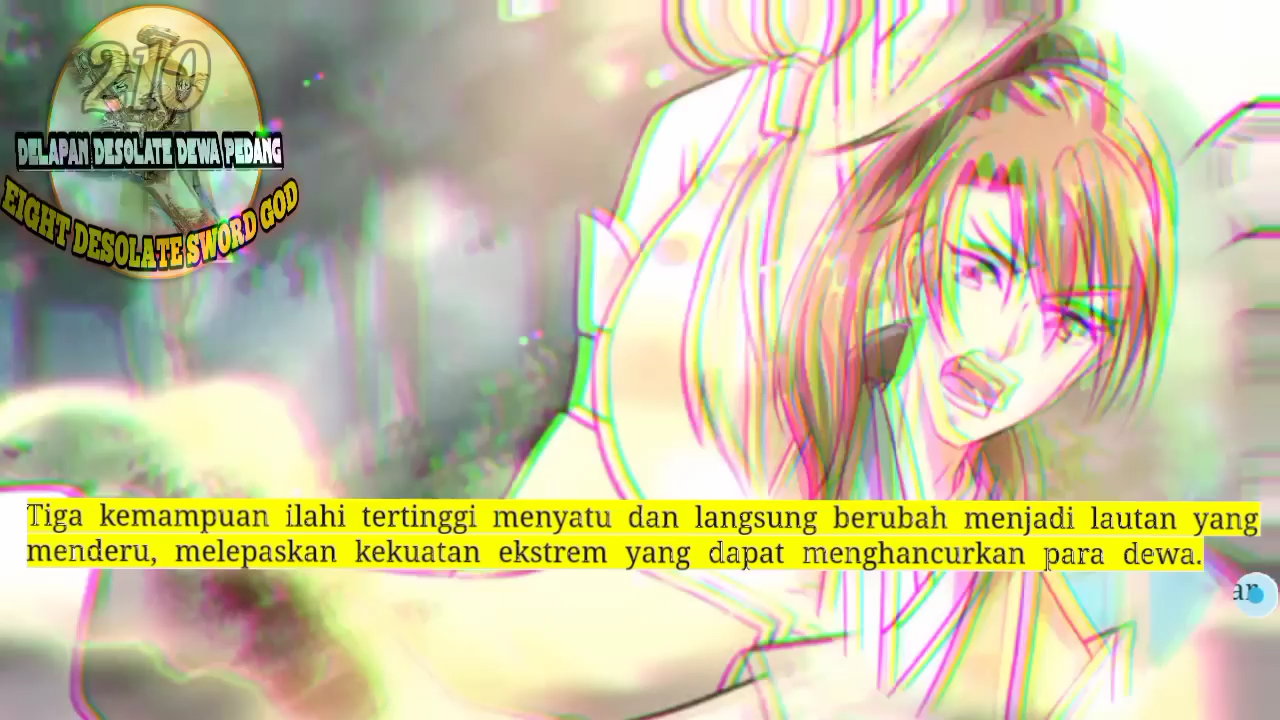 210
DELAPAN DESOLATE DEWA PEDANG
EIGHT DESOLATE SWORD GOD
Tiga kemampuan ilahi tertinggi menyatu dan langsung berubah menjadi lautan yang
menderu, melepaskan kekuatan ekstrem yang dapat menghancurkan para dewa.